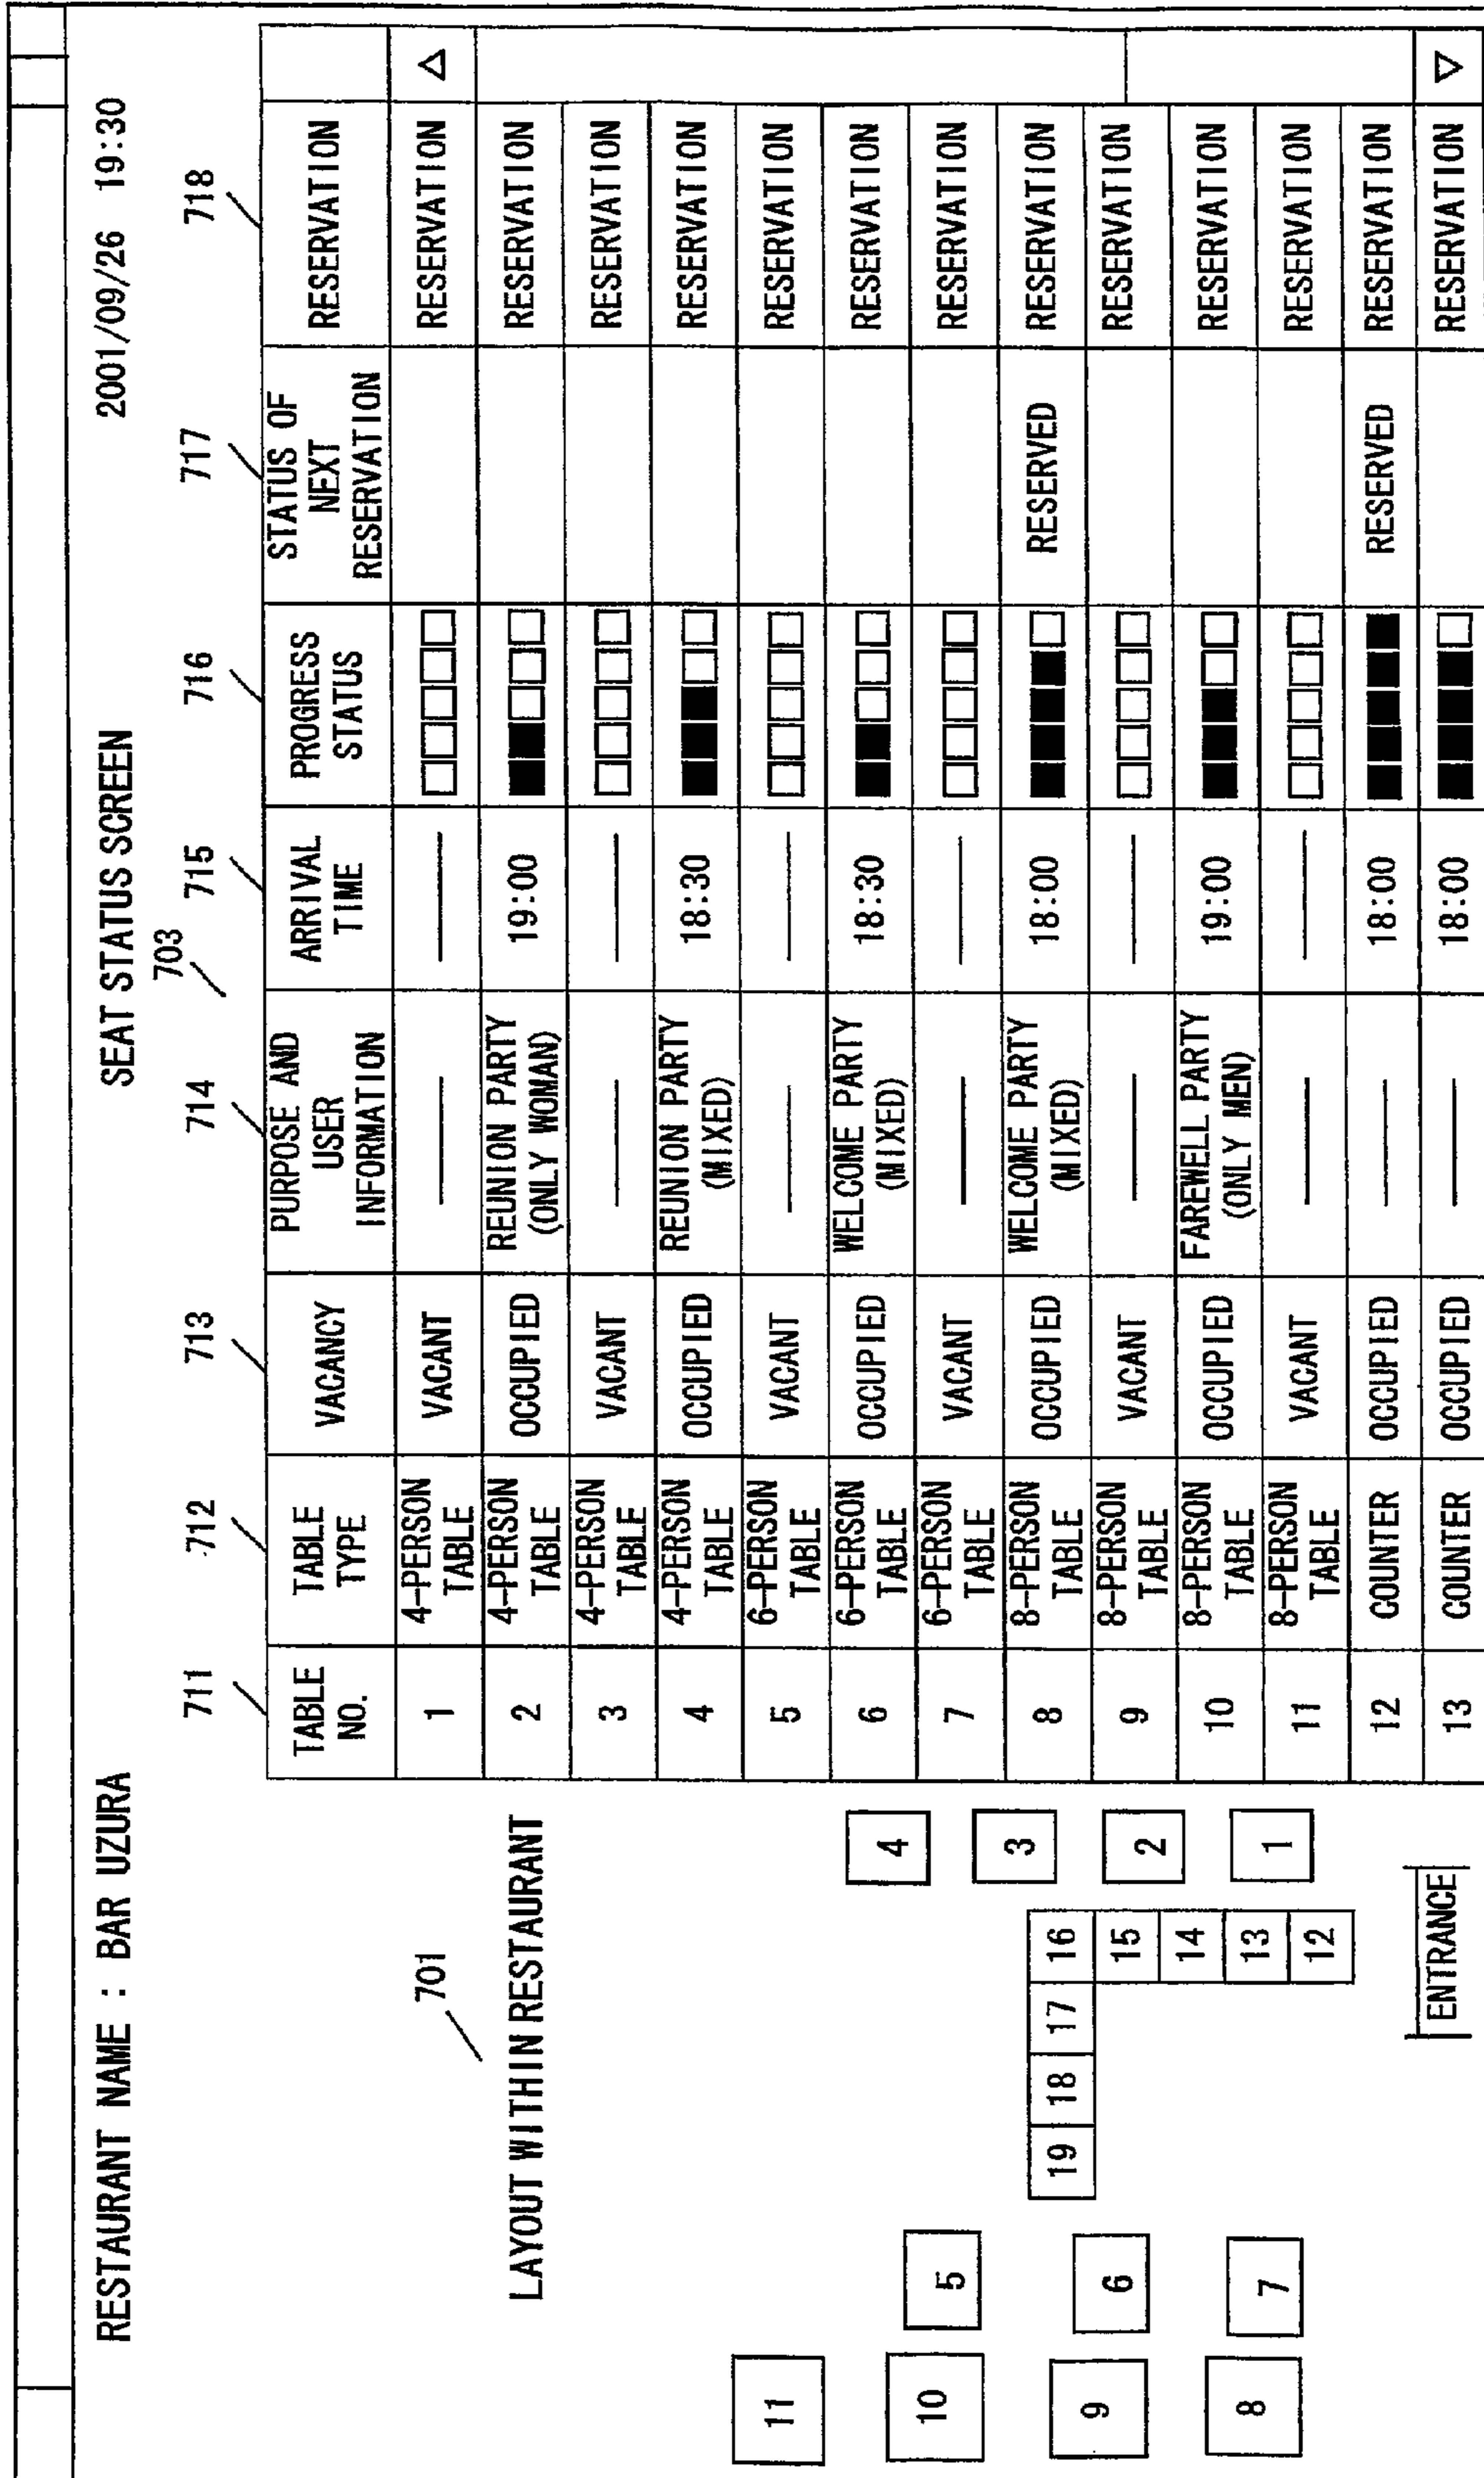 RESTAURANT NAME : BAR UZURA
SEAT STATUS SCREEN
2001/09/26 19:30
701
LAYOUT WITHIN RESTAURANT
11
10
9
8
5
6
7
19 18 17 16
15
14
13
12
4
3
2
1
ENTRANCE
703
711 712 713 714 715 716 717 718
TABLE NO. TABLE TYPE VACANCY PURPOSE AND USER INFORMATION ARRIVAL TIME PROGRESS STATUS STATUS OF NEXT RESERVATION RESERVATION
1 4-PERSON TABLE VACANT RESERVATION
2 4-PERSON TABLE OCCUPIED REUNION PARTY (ONLY WOMAN) 19:00 RESERVATION
3 4-PERSON TABLE VACANT RESERVATION
4 4-PERSON TABLE OCCUPIED REUNION PARTY (MIXED) 18:30 RESERVATION
5 6-PERSON TABLE VACANT RESERVATION
6 6-PERSON TABLE OCCUPIED WELCOME PARTY (MIXED) 18:30 RESERVATION
7 6-PERSON TABLE VACANT RESERVATION
8 8-PERSON TABLE OCCUPIED WELCOME PARTY (MIXED) 18:00 RESERVED RESERVATION
9 8-PERSON TABLE VACANT RESERVATION
10 8-PERSON TABLE OCCUPIED FAREWELL PARTY (ONLY MEN) 19:00 RESERVATION
11 8-PERSON TABLE VACANT RESERVATION
12 COUNTER OCCUPIED 18:00 RESERVED RESERVATION
13 COUNTER OCCUPIED 18:00 RESERVATION